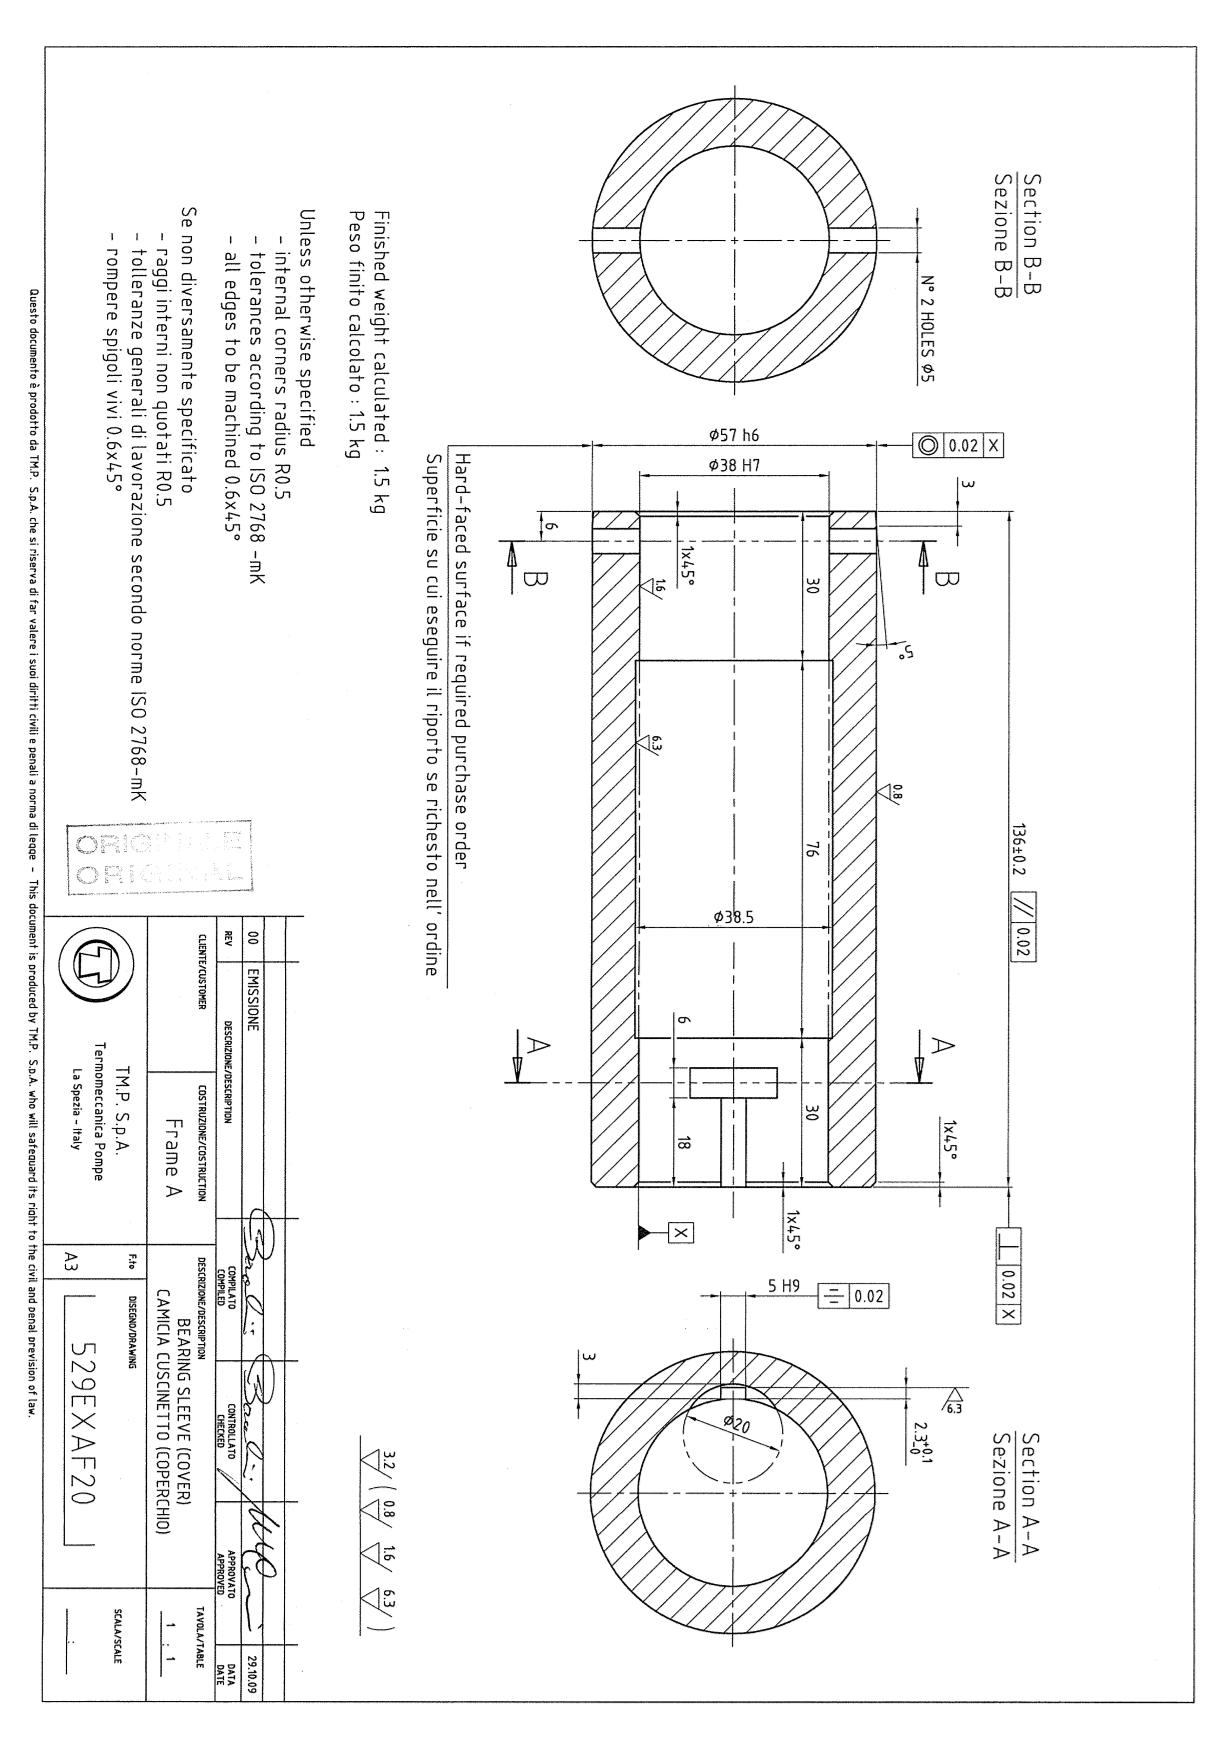 Section B-B
Sezione B-B
N° 2 HOLES ⌀5
⌀57 h6
⌀38 H7
0.02 X
3
6
B
B
1x45°
1.6
30
5°
6.3
0.8
76
⌀38.5
136±0.2
// 0.02
A
A
6
18
30
1x45°
1x45°
X
⊥ 0.02 X
Section A-A
Sezione A-A
5 H9
0.02
3
⌀20
6.3
2.3 +0.1 -0
Hard-faced surface if required purchase order
Superficie su cui eseguire il riporto se richesto nell' ordine
Finished weight calculated : 1.5 kg
Peso finito calcolato : 1.5 kg
Unless otherwise specified
- internal corners radius R0.5
- tolerances according to ISO 2768 -mK
- all edges to be machined 0.6x45°
Se non diversamente specificato
- raggi interni non quotati R0.5
- tolleranze generali di lavorazione secondo norme ISO 2768-mK
- rompere spigoli vivi 0.6x45°
3.2 ( 0.8 1.6 6.3 )
ORIGINALE
ORIGINAL
00 EMISSIONE 29.10.09
REV DESCRIZIONE/DESCRIPTION COMPILATO COMPILED CONTROLLATO CHECKED APPROVATO APPROVED DATA DATE
CLIENTE/CUSTOMER
COSTRUZIONE/COSTRUCTION
Frame A
DESCRIZIONE/DESCRIPTION
BEARING SLEEVE (COVER)
CAMICIA CUSCINETTO (COPERCHIO)
TAVOLA/TABLE
1 : 1
T.M.P. S.p.A.
Termomeccanica Pompe
La Spezia - Italy
F.to
A3
DISEGNO/DRAWING
529EXAF20
SCALA/SCALE
:
Questo documento è prodotto da T.M.P. S.p.A. che si riserva di far valere i suoi diritti civili e penali a norma di legge - This document is produced by T.M.P. S.p.A. who will safeguard its right to the civil and penal prevision of law.